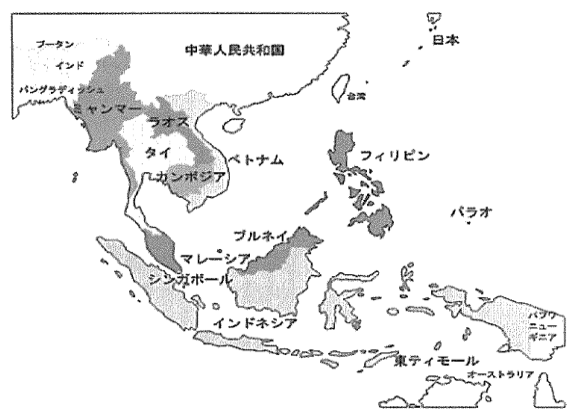 ブータン
中華人民共和国
日本
インド
バングラディッシュ
ミャンマー
台湾
ラオス
タイ
ベトナム
フィリピン
カンボジア
パラオ
ブルネイ
マレーシア
シンガポール
インドネシア
パプワ
ニュー
ギニア
東ティモール
オーストラリア